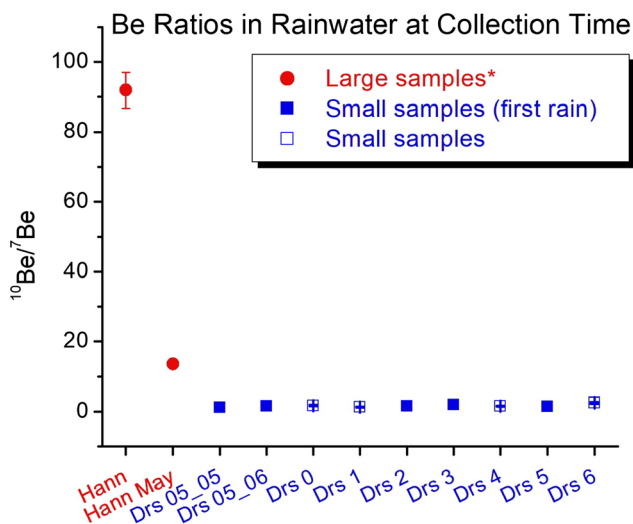 Be Ratios in Rainwater at Collection Time
Large samples*
Small samples (first rain)
Small samples
¹⁰Be/⁷Be
100
80
60
40
20
0
Hann
Hann May
Drs 05_05
Drs 05_06
Drs 0
Drs 1
Drs 2
Drs 3
Drs 4
Drs 5
Drs 6